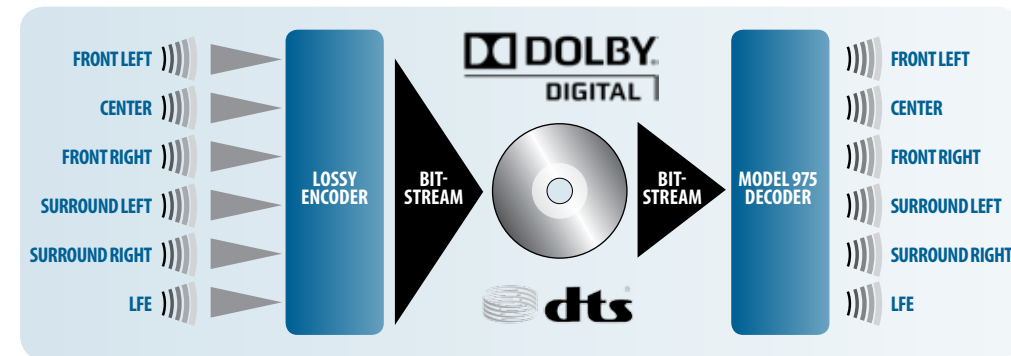 FRONT LEFT
CENTER
FRONT RIGHT
SURROUND LEFT
SURROUND RIGHT
LFE
LOSSY
ENCODER
BIT-
STREAM
DOLBY
DIGITAL
dts
BIT-
STREAM
MODEL 975
DECODER
FRONT LEFT
CENTER
FRONT RIGHT
SURROUND LEFT
SURROUND RIGHT
LFE